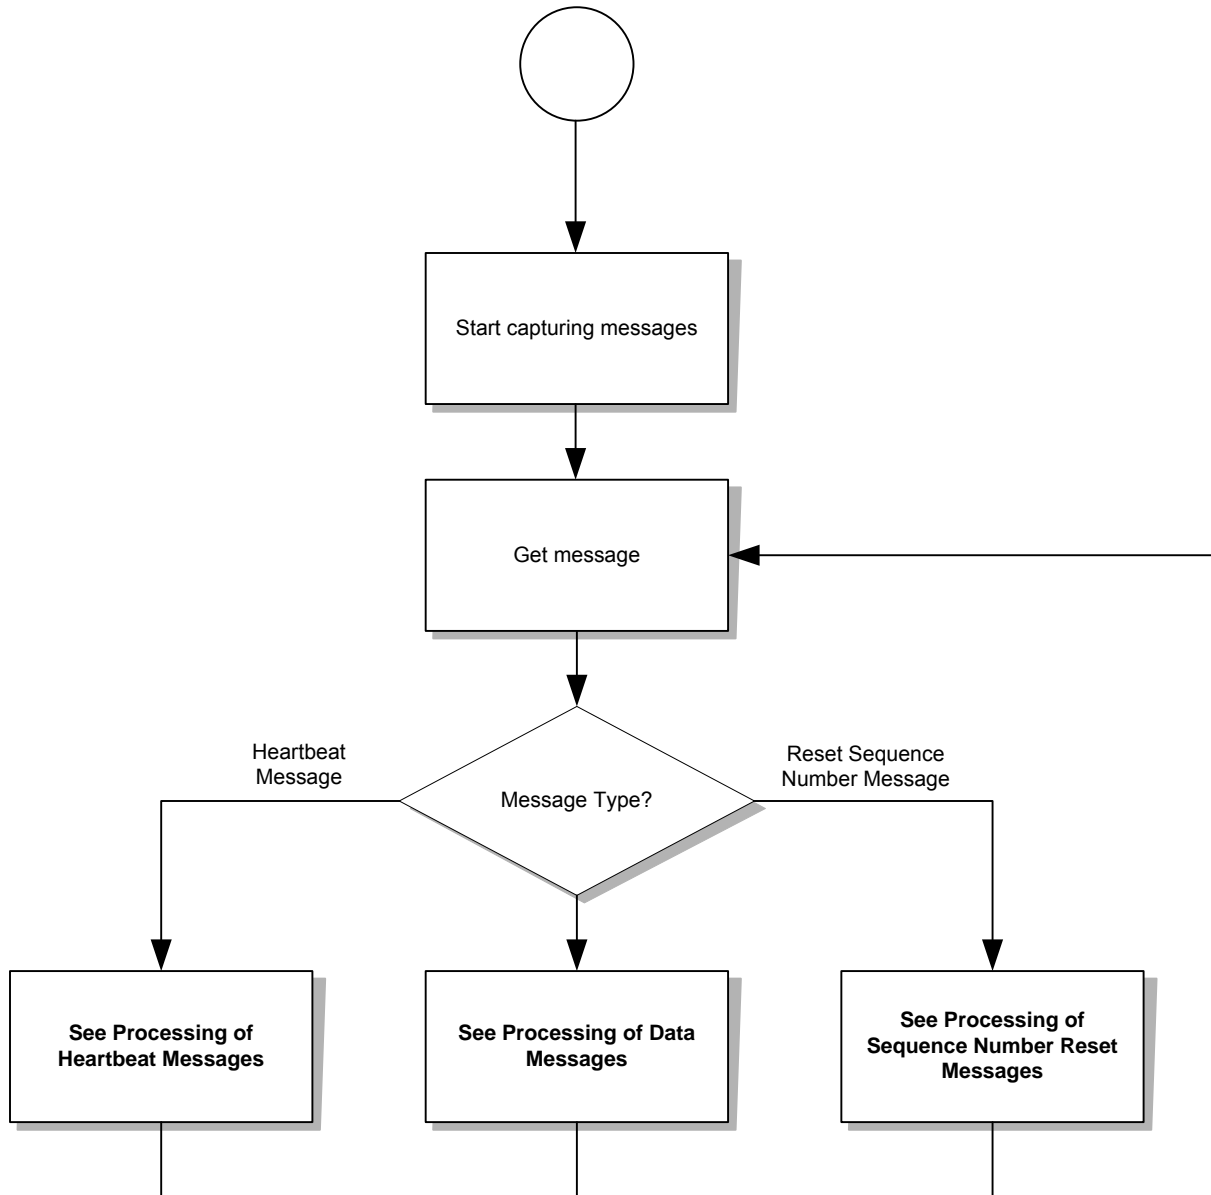 Start capturing messages
Get message
Heartbeat
Message
Reset Sequence
Number Message
Message Type?
See Processing of
Heartbeat Messages
See Processing of Data
Messages
See Processing of
Sequence Number Reset
Messages